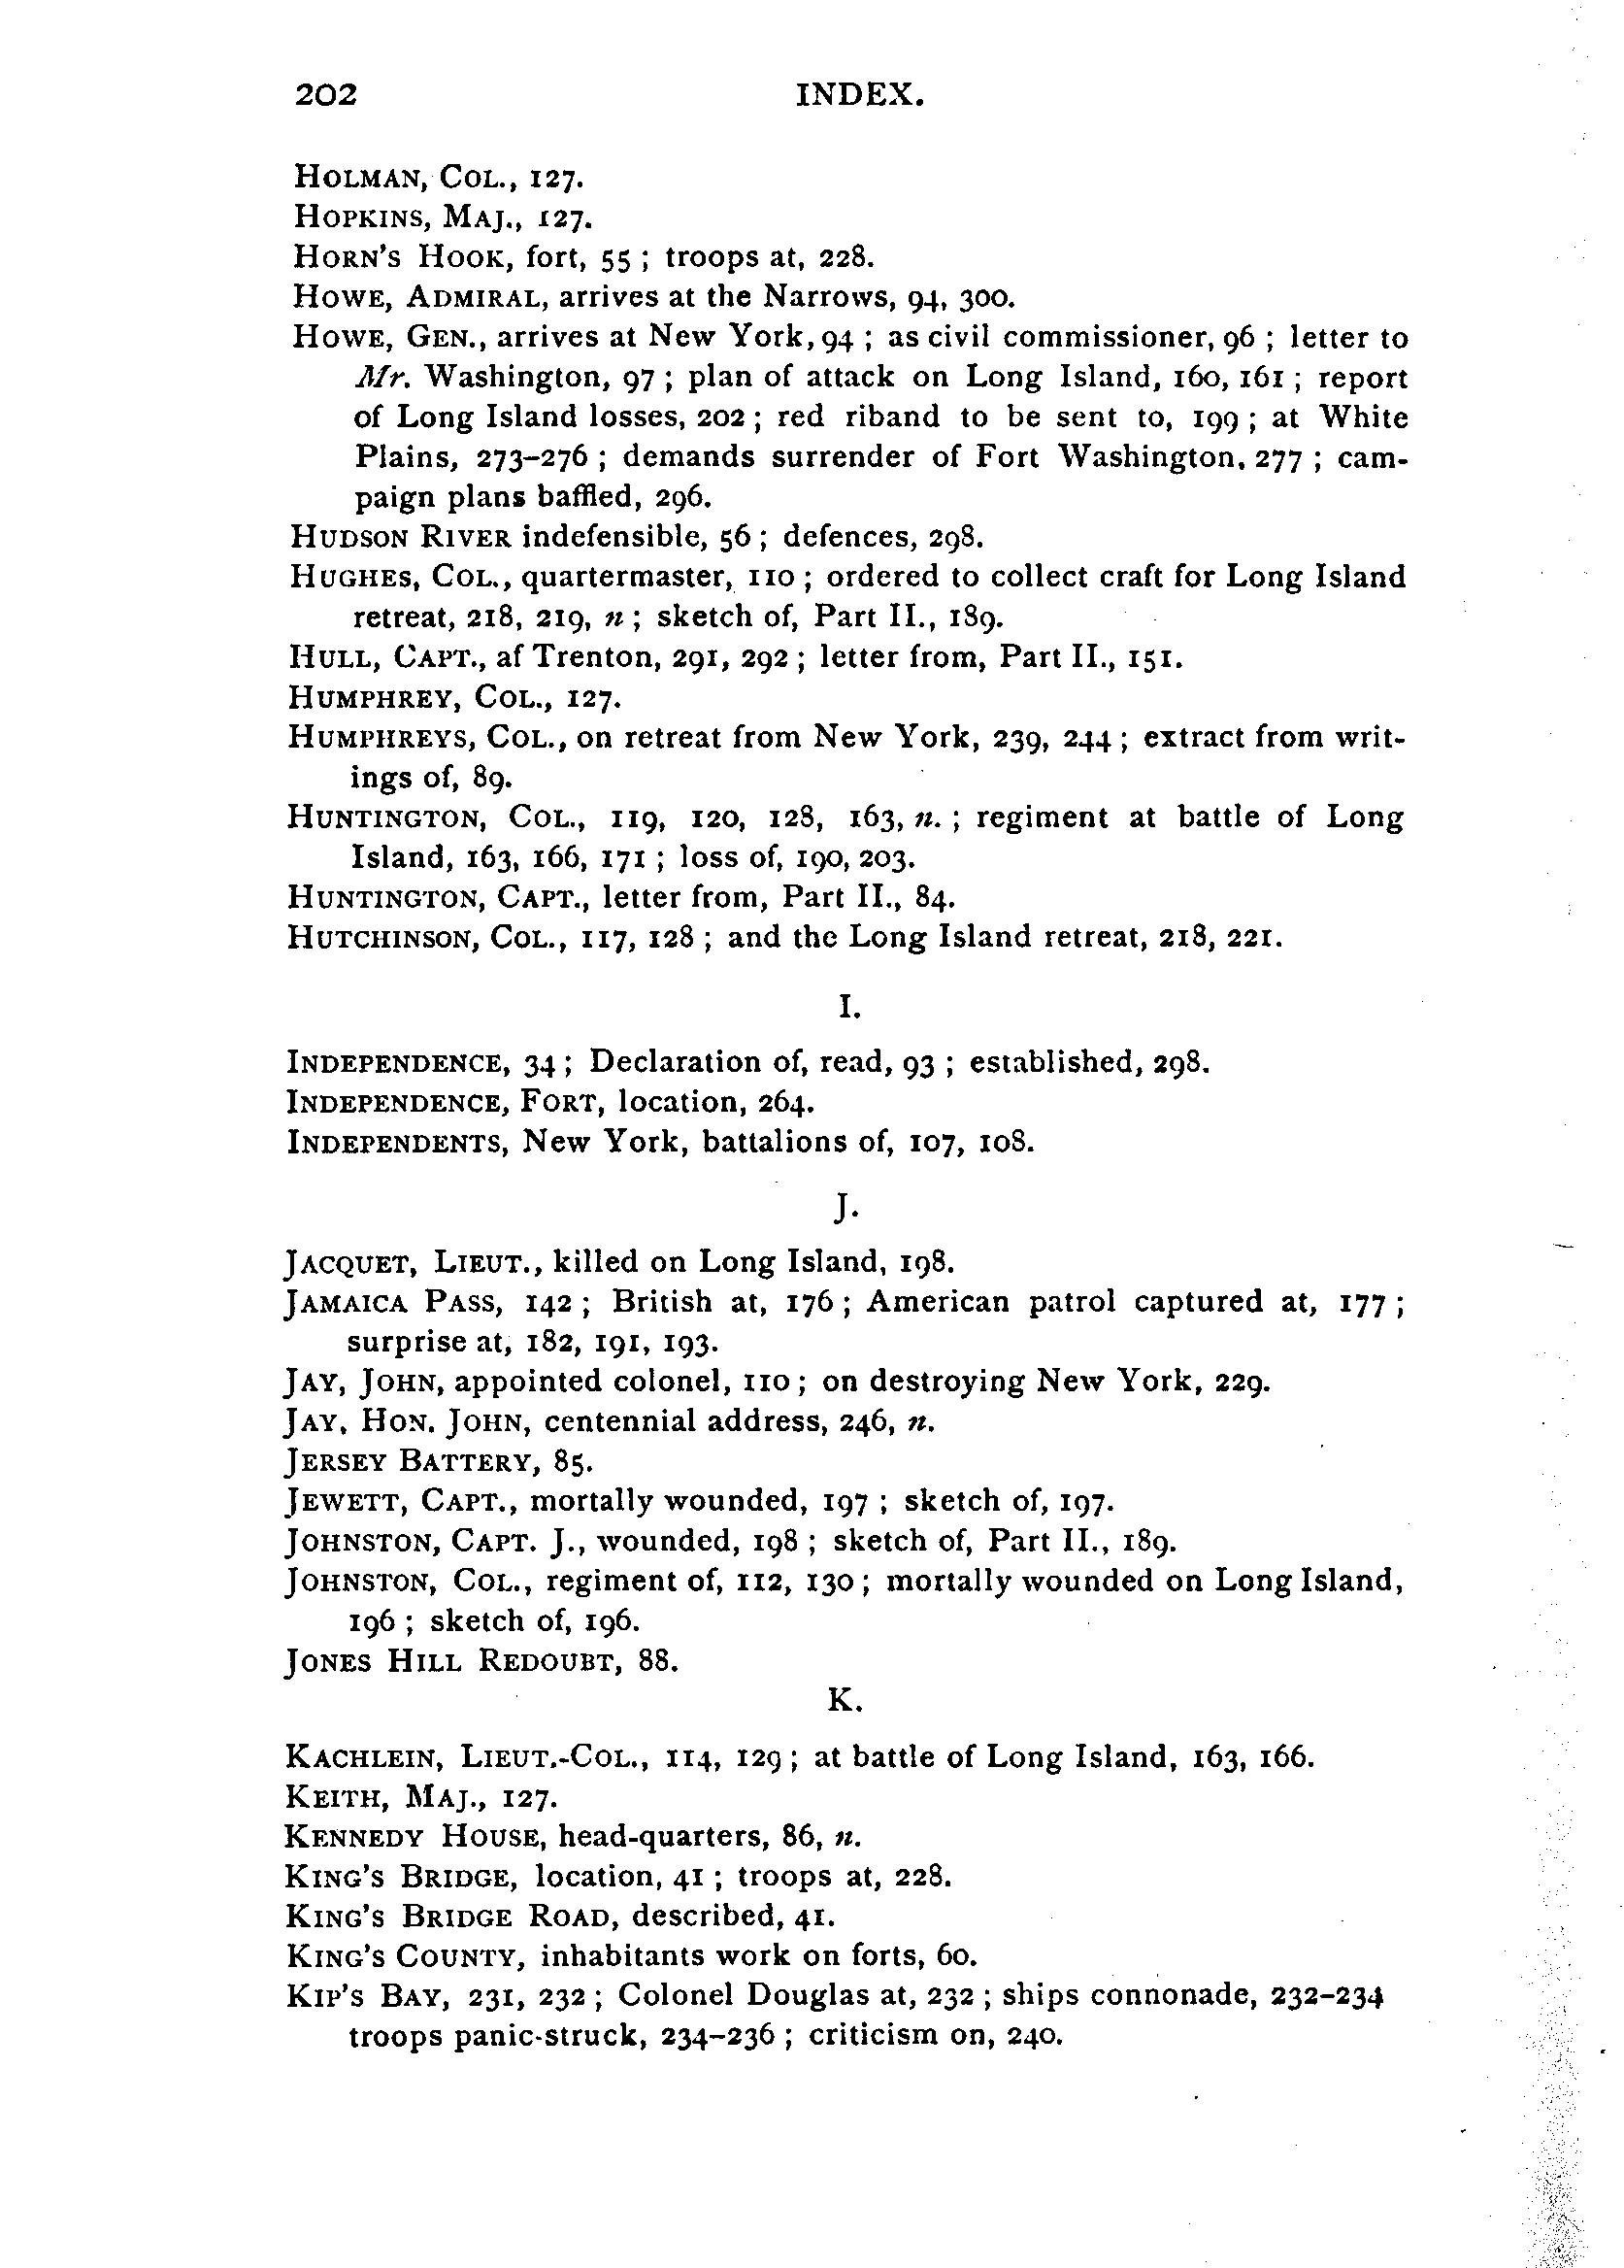 202 INDEX.
HOLMAN, COL., 127.
HOPKINS, MAJ., 127.
HORN'S HOOK, fort, 55 ; troops at, 228.
HOWE, ADMIRAL, arrives at the Narrows, 94, 300.
HOWE, GEN., arrives at New York, 94 ; as civil commissioner, 96 ; letter to
Mr. Washington, 97 ; plan of attack on Long Island, 160, 161 ; report
of Long Island losses, 202 ; red riband to be sent to, 199 ; at White
Plains, 273–276 ; demands surrender of Fort Washington, 277 ; cam-
paign plans baffled, 296.
HUDSON RIVER indefensible, 56 ; defences, 298.
HUGHES, COL., quartermaster, 110 ; ordered to collect craft for Long Island
retreat, 218, 219, n ; sketch of, Part II., 189.
HULL, CAPT., af Trenton, 291, 292 ; letter from, Part II., 151.
HUMPHREY, COL., 127.
HUMPHREYS, COL., on retreat from New York, 239, 244 ; extract from writ-
ings of, 89.
HUNTINGTON, COL., 119, 120, 128, 163, n. ; regiment at battle of Long
Island, 163, 166, 171 ; loss of, 190, 203.
HUNTINGTON, CAPT., letter from, Part II., 84.
HUTCHINSON, COL., 117, 128 ; and the Long Island retreat, 218, 221.
I.
INDEPENDENCE, 34 ; Declaration of, read, 93 ; established, 298.
INDEPENDENCE, FORT, location, 264.
INDEPENDENTS, New York, battalions of, 107, 108.
J.
JACQUET, LIEUT., killed on Long Island, 198.
JAMAICA PASS, 142 ; British at, 176 ; American patrol captured at, 177 ;
surprise at, 182, 191, 193.
JAY, JOHN, appointed colonel, 110 ; on destroying New York, 229.
JAY, HON. JOHN, centennial address, 246, n.
JERSEY BATTERY, 85.
JEWETT, CAPT., mortally wounded, 197 ; sketch of, 197.
JOHNSTON, CAPT. J., wounded, 198 ; sketch of, Part II., 189.
JOHNSTON, COL., regiment of, 112, 130 ; mortally wounded on Long Island,
196 ; sketch of, 196.
JONES HILL REDOUBT, 88.
K.
KACHLEIN, LIEUT.-COL., 114, 129 ; at battle of Long Island, 163, 166.
KEITH, MAJ., 127.
KENNEDY HOUSE, head-quarters, 86, n.
KING'S BRIDGE, location, 41 ; troops at, 228.
KING'S BRIDGE ROAD, described, 41.
KING'S COUNTY, inhabitants work on forts, 60.
KIP'S BAY, 231, 232 ; Colonel Douglas at, 232 ; ships connonade, 232–234
troops panic-struck, 234–236 ; criticism on, 240.